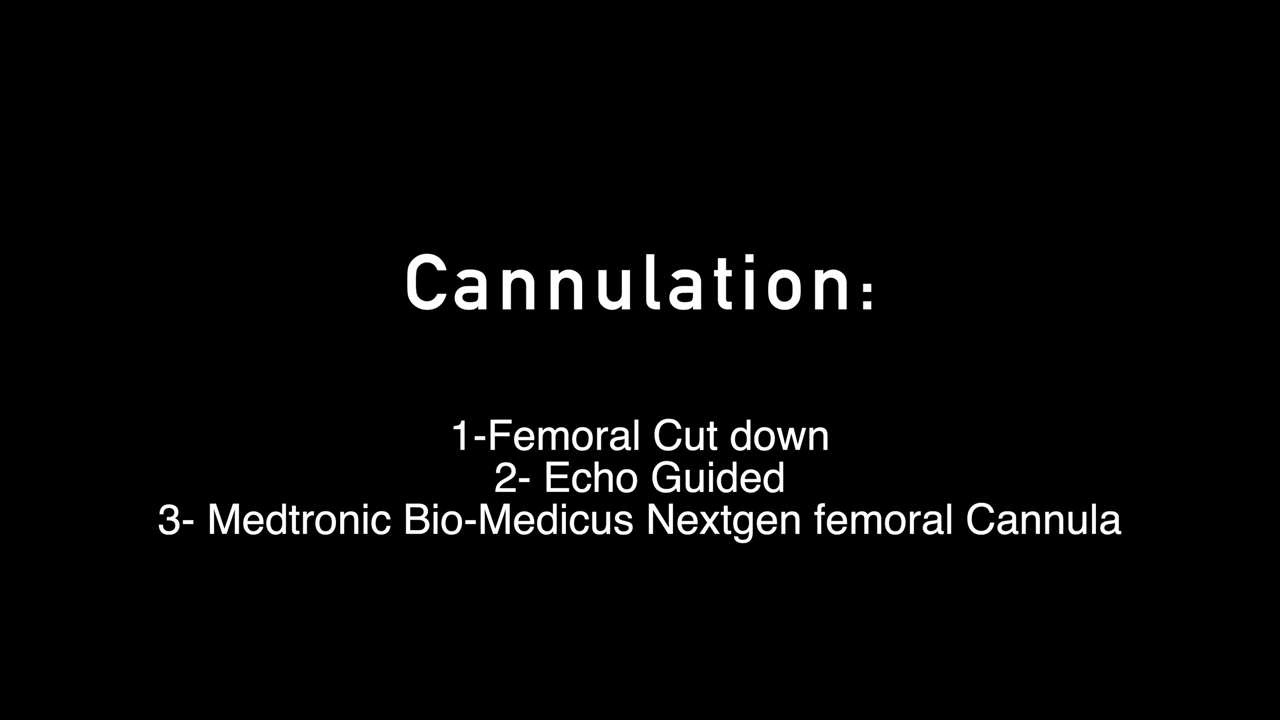 Cannulation:
1-Femoral Cut down
2- Echo Guided
3- Medtronic Bio-Medicus Nextgen femoral Cannula